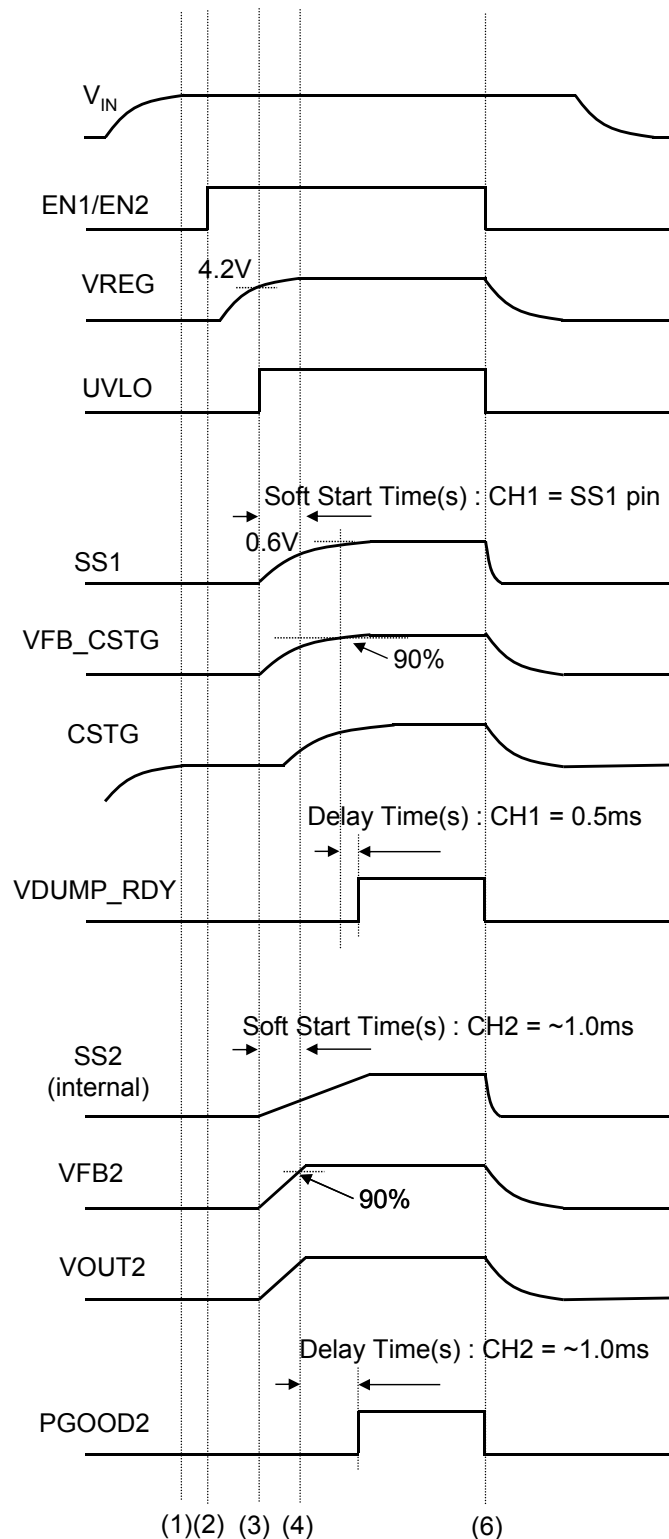 VIN
EN1/EN2
4.2V
VREG
UVLO
Soft Start Time(s) : CH1 = SS1 pin
0.6V
SS1
VFB_CSTG
90%
CSTG
Delay Time(s) : CH1 = 0.5ms
VDUMP_RDY
Soft Start Time(s) : CH2 = ~1.0ms
SS2
(internal)
VFB2
90%
VOUT2
Delay Time(s) : CH2 = ~1.0ms
PGOOD2
(1)(2) (3) (4) (6)